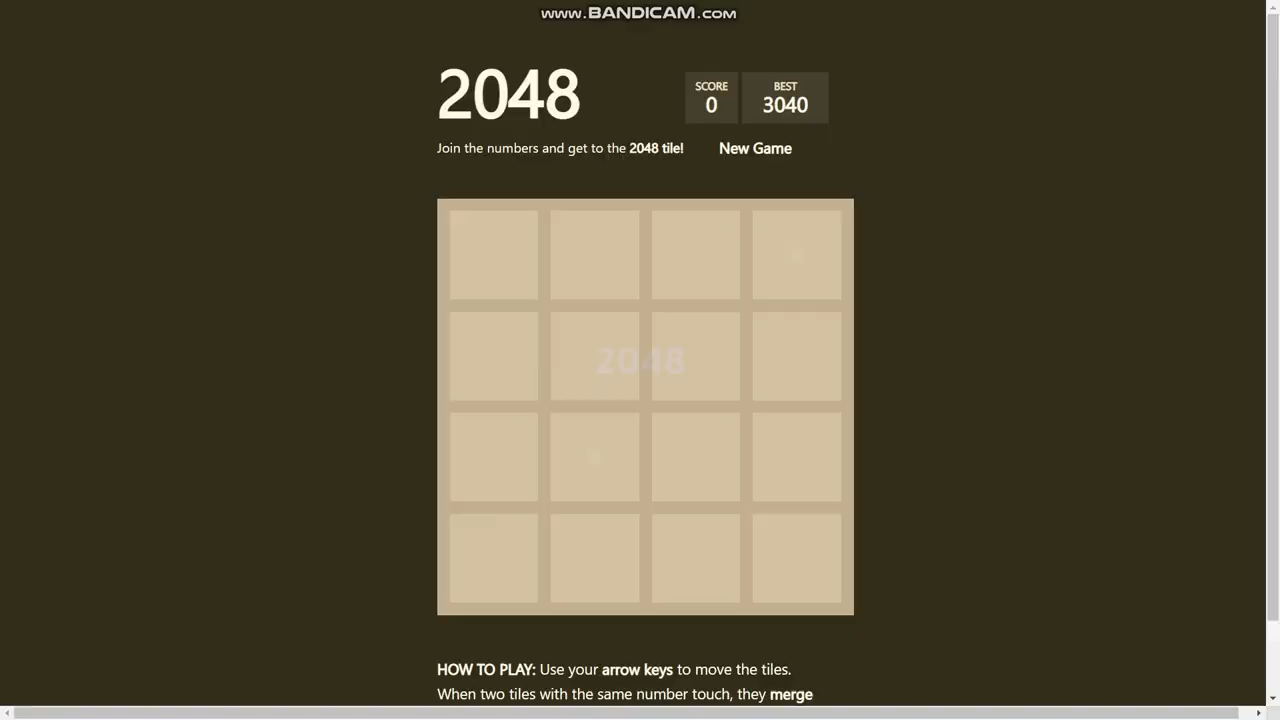 www.BANDICAM.com
2048
SCORE
0
BEST
3040
Join the numbers and get to the 2048 tile!
New Game
2048
HOW TO PLAY: Use your arrow keys to move the tiles.
When two tiles with the same number touch, they merge